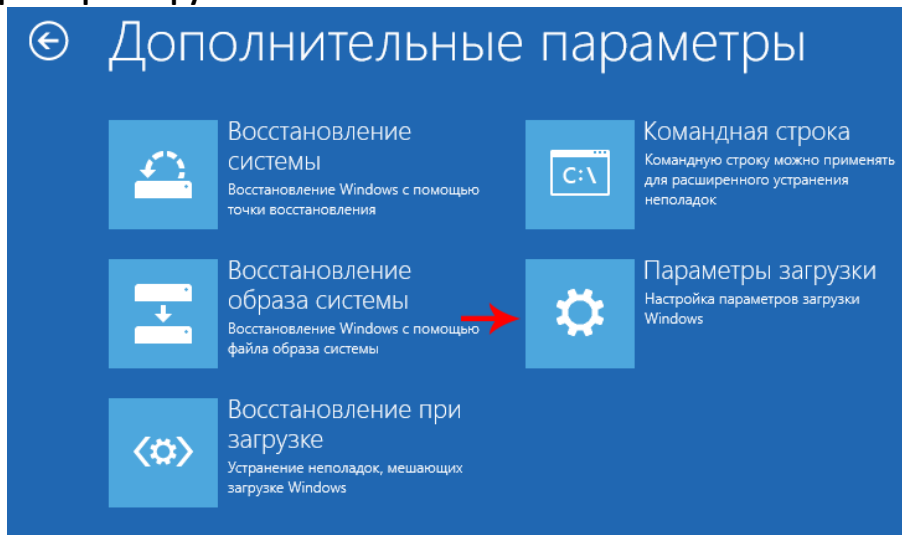 Дополнительные параметры
Восстановление
системы
Восстановление Windows с помощью
точки восстановления
Командная строка
Командную строку можно применять
для расширенного устранения
неполадок
C:\
Восстановление
образа системы
Восстановление Windows с помощью
файла образа системы
Параметры загрузки
Настройка параметров загрузки
Windows
Восстановление при
загрузке
Устранение неполадок, мешающих
загрузке Windows